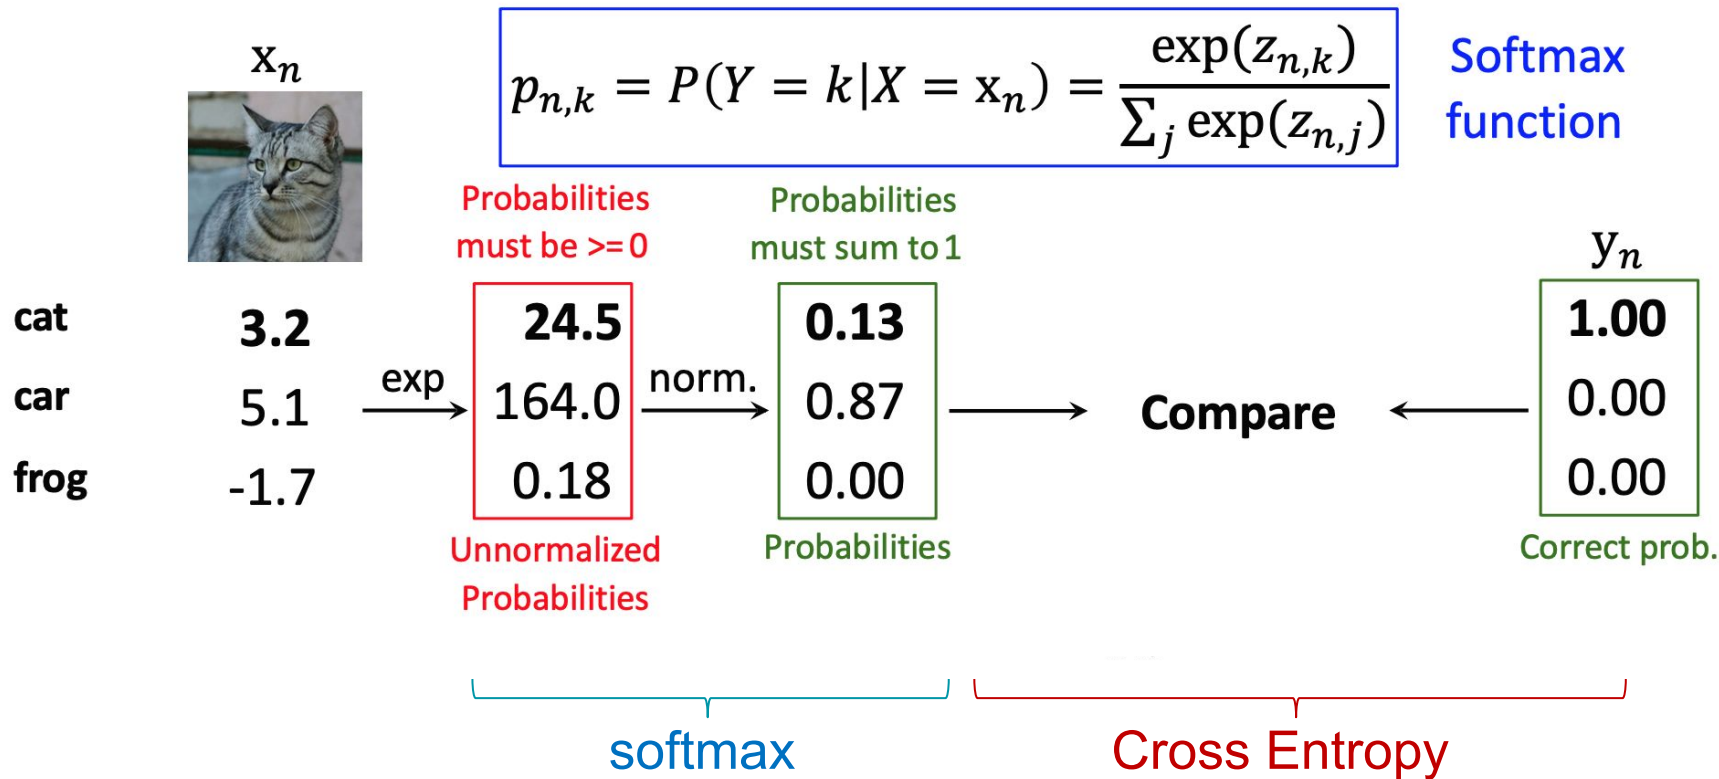 xₙ
pₙ,ₖ = P(Y = k|X = xₙ) = exp(zₙ,ₖ) / ∑ⱼ exp(zₙ,ⱼ)
Softmax
function
Probabilities
must be >= 0
Probabilities
must sum to 1
yₙ
cat 3.2 24.5 0.13 1.00
exp norm.
car 5.1 164.0 0.87 Compare 0.00
frog -1.7 0.18 0.00 0.00
Unnormalized
Probabilities
Probabilities
Correct prob.
softmax
Cross Entropy